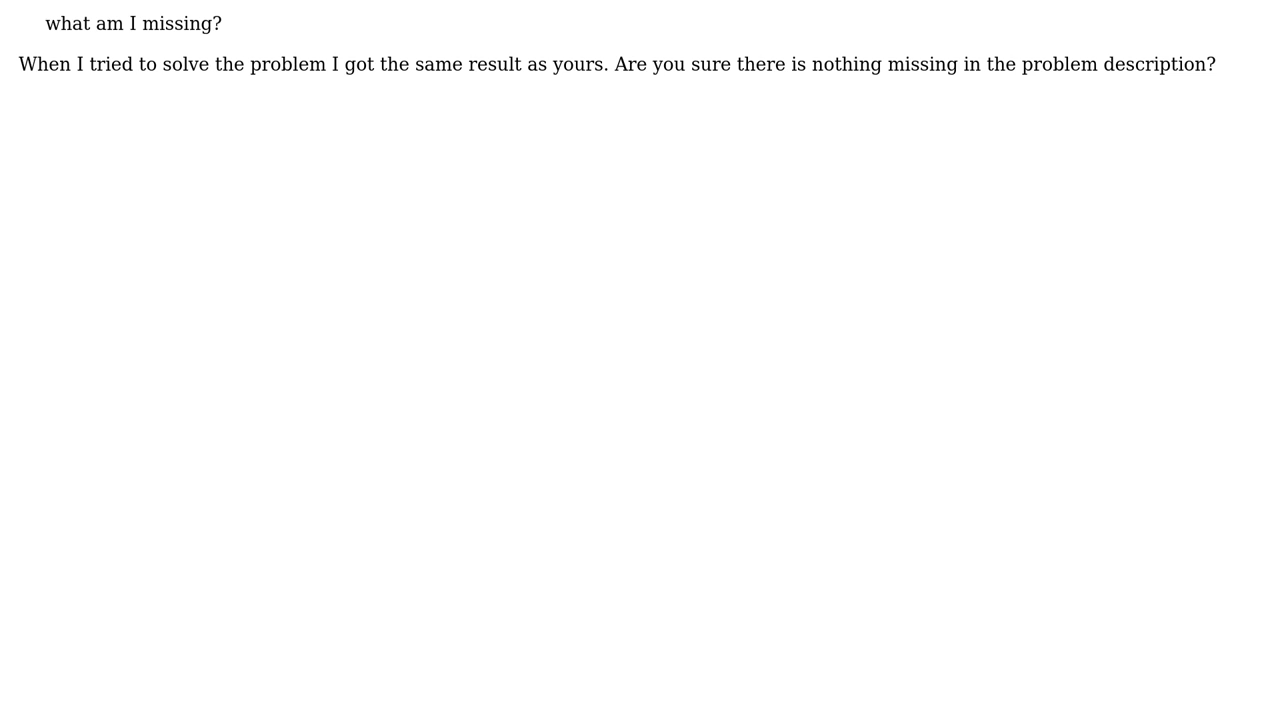 what am I missing?
When I tried to solve the problem I got the same result as yours. Are you sure there is nothing missing in the problem description?